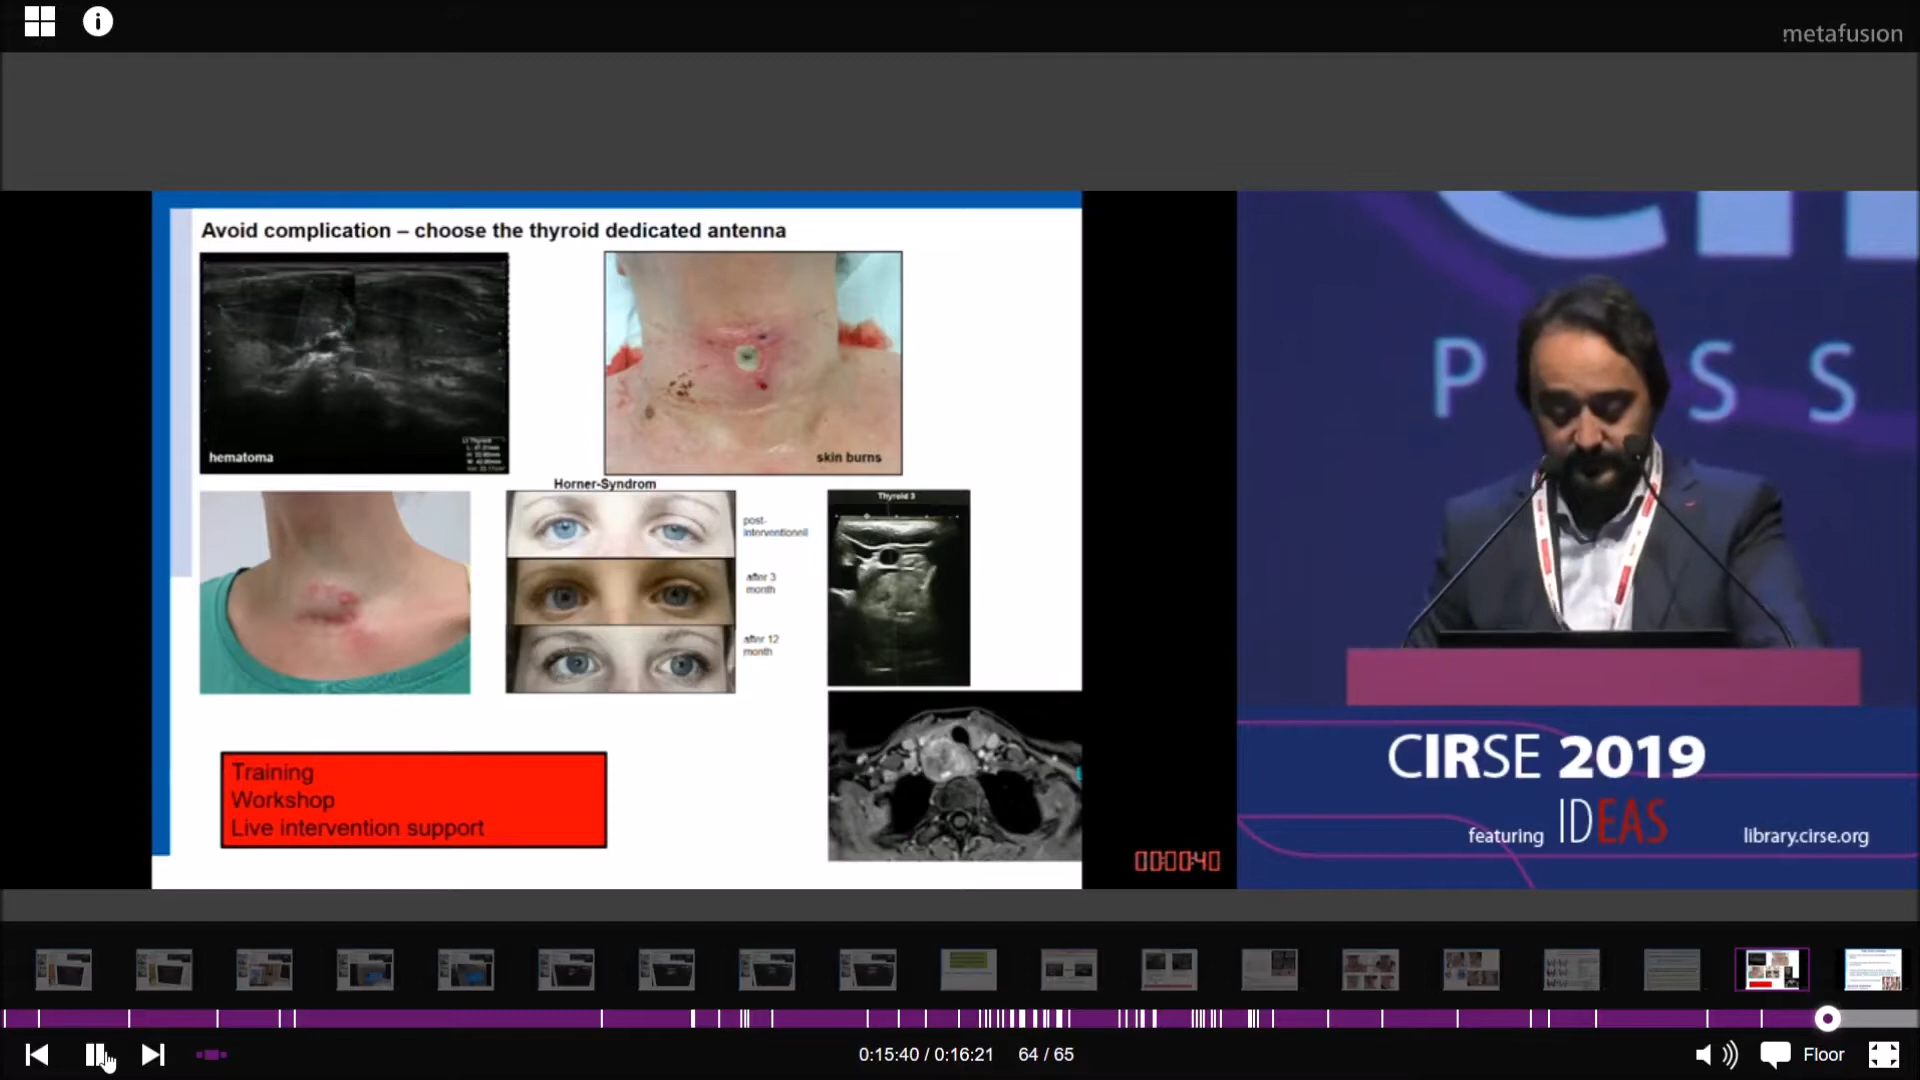 metafusion
Avoid complication – choose the thyroid dedicated antenna
hematoma
skin burns
Horner-Syndrom
post-
interventionell
after 3
month
after 12
month
Thyroid 3
Training
Workshop
Live intervention support
00:00:40
P SS
CIRSE 2019
featuring IDEAS
library.cirse.org
0:15:40 / 0:16:21
64 / 65
Floor